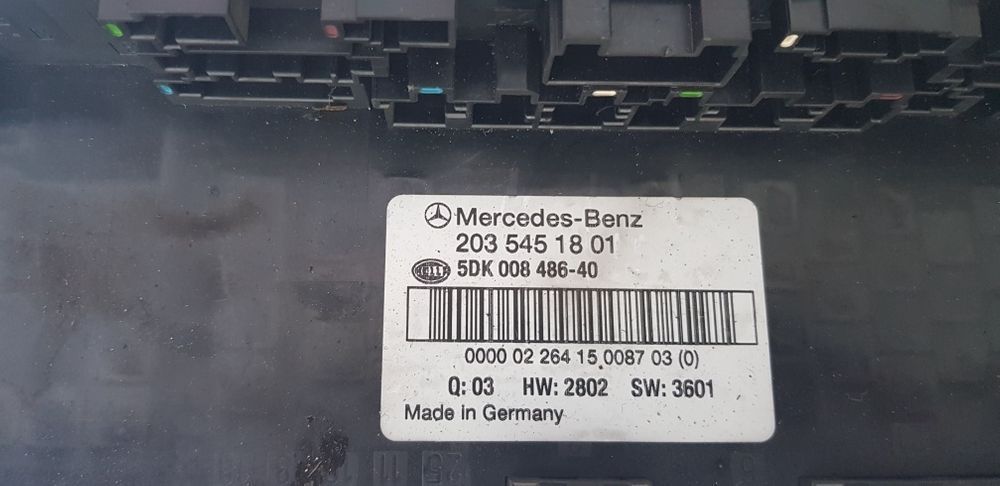 Mercedes-Benz
203 545 18 01
HELLA 5DK 008 486-40
0000 02 264 15 0087 03 (0)
Q: 03 HW: 2802 SW: 3601
Made in Germany